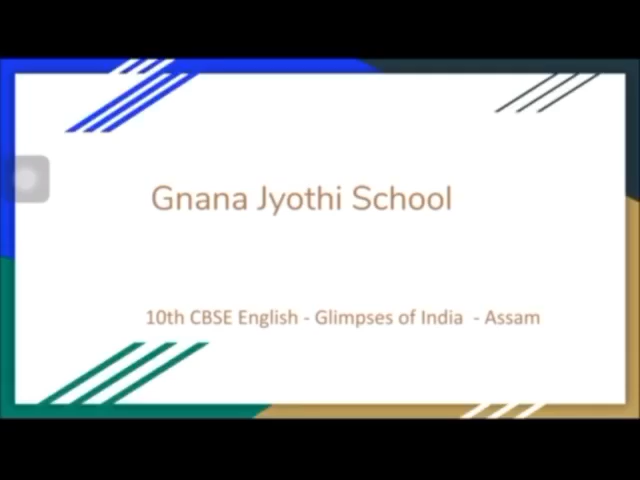 Gnana Jyothi School
10th CBSE English - Glimpses of India  - Assam